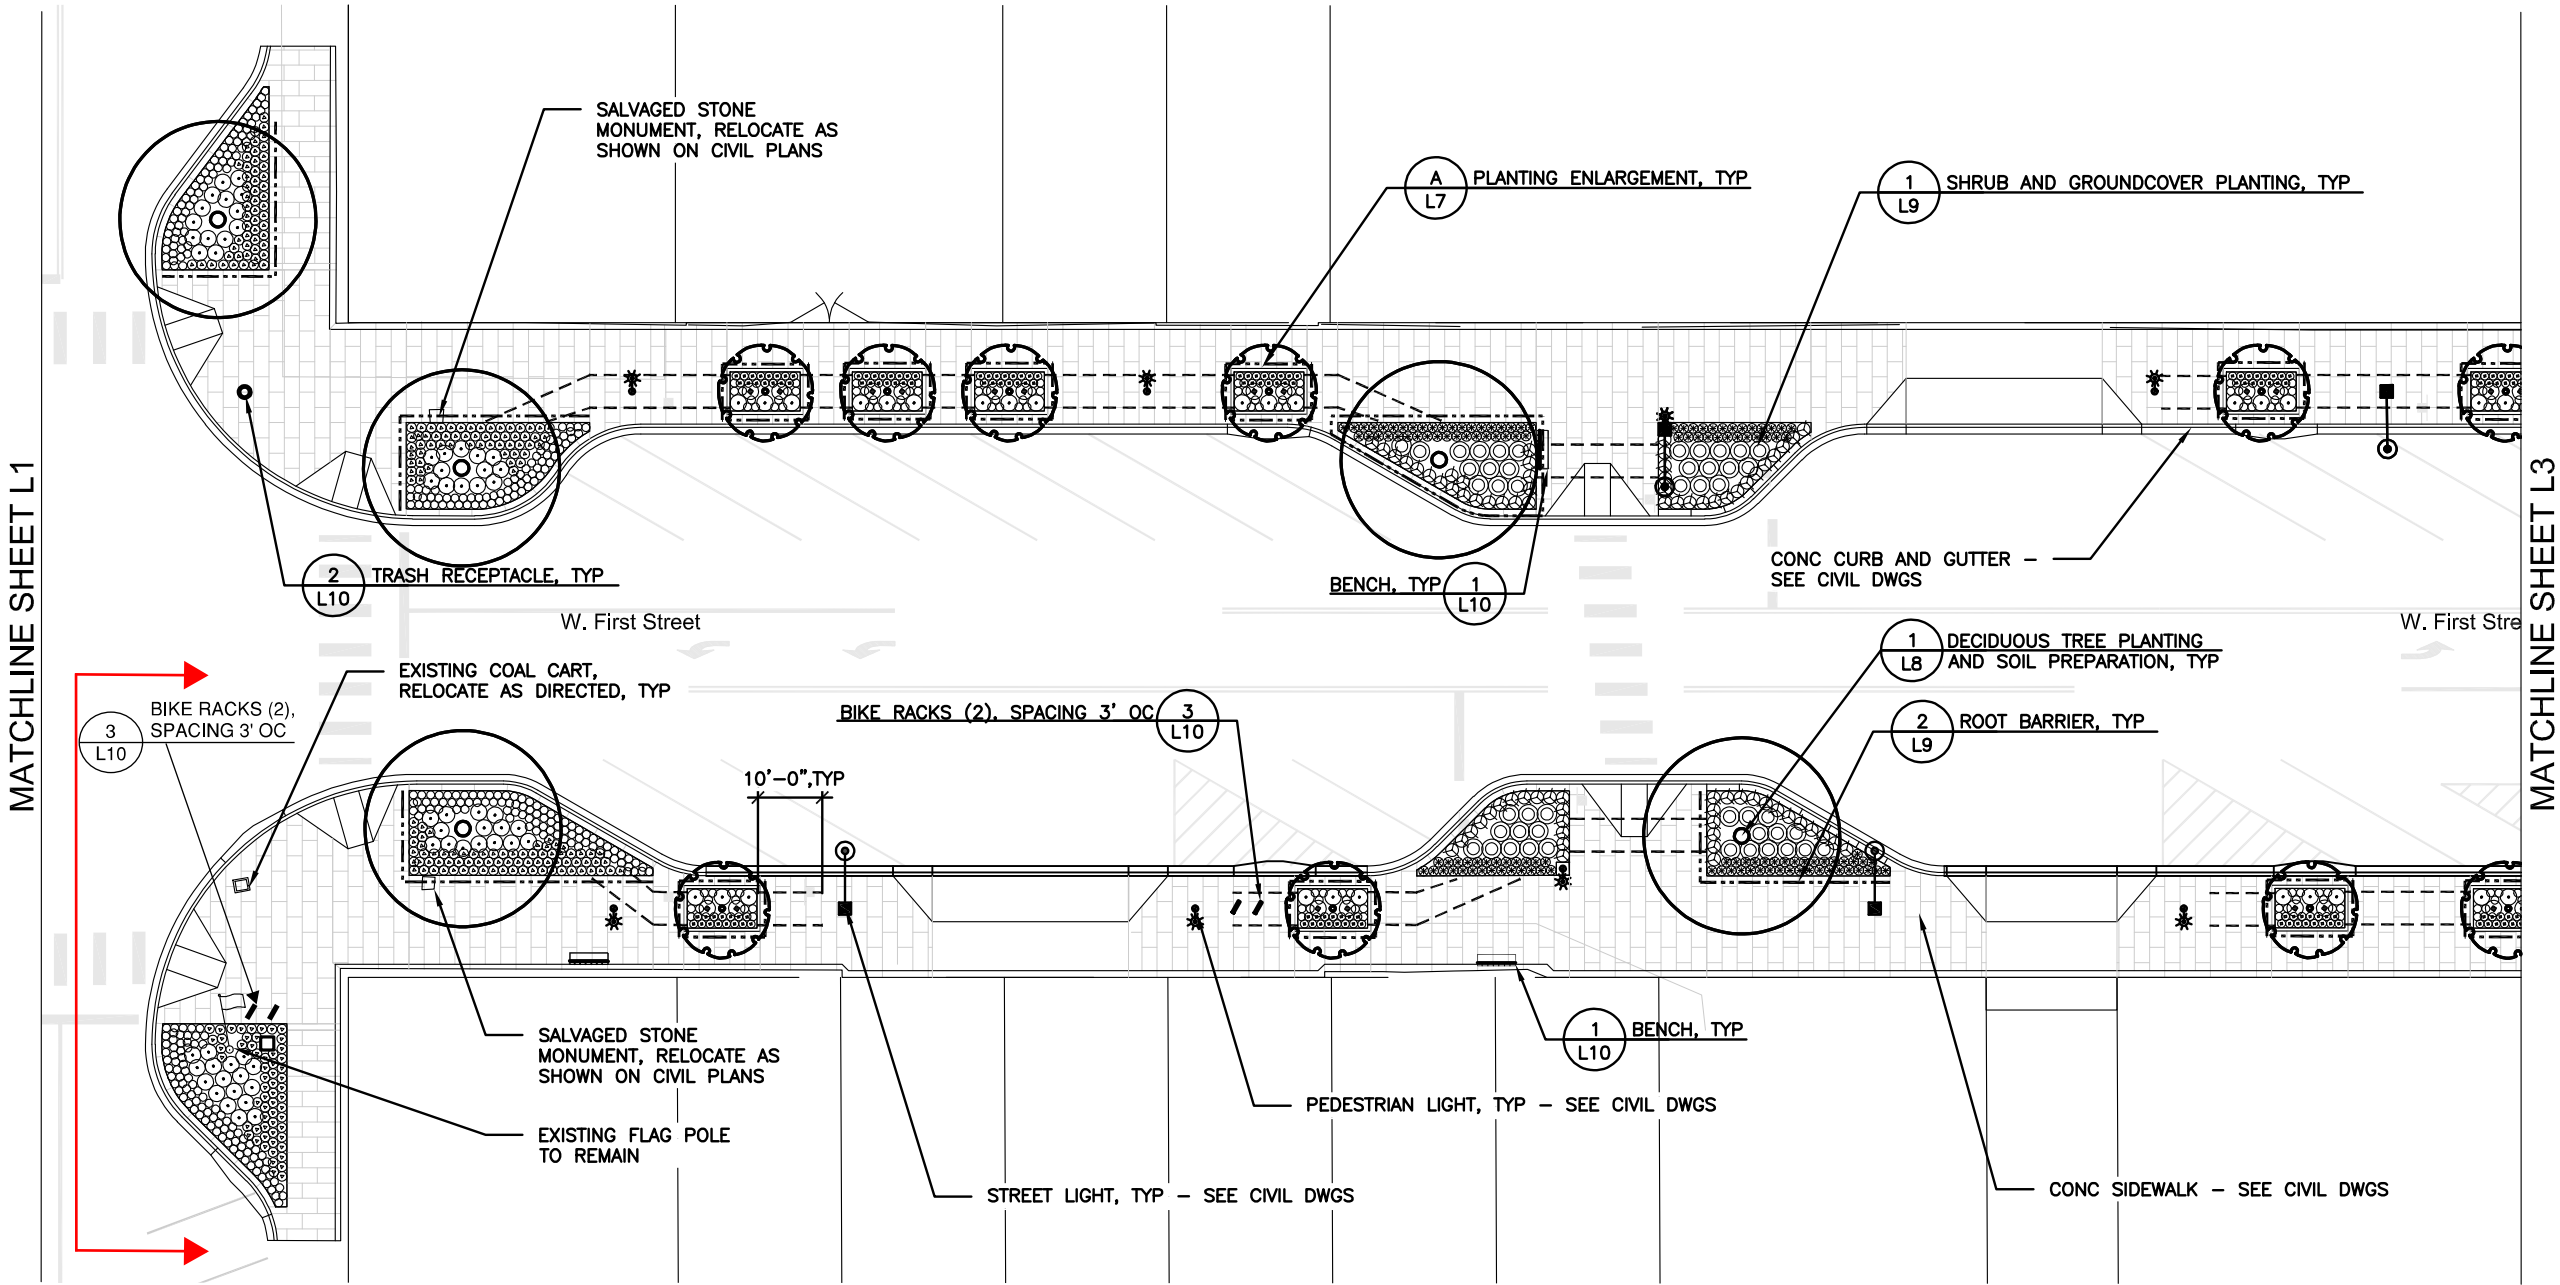 MATCHLINE SHEET L1
SALVAGED STONE
MONUMENT, RELOCATE AS
SHOWN ON CIVIL PLANS
A
L7
PLANTING ENLARGEMENT, TYP
1
L9
SHRUB AND GROUNDCOVER PLANTING, TYP
2
L10
TRASH RECEPTACLE, TYP
BENCH, TYP
1
L10
CONC CURB AND GUTTER –
SEE CIVIL DWGS
W. First Street
W. First Stre
MATCHLINE SHEET L3
EXISTING COAL CART,
RELOCATE AS DIRECTED, TYP
3
L10
BIKE RACKS (2),
SPACING 3' OC
BIKE RACKS (2), SPACING 3' OC
3
L10
1
L8
DECIDUOUS TREE PLANTING
AND SOIL PREPARATION, TYP
2
L9
ROOT BARRIER, TYP
10'-0",TYP
SALVAGED STONE
MONUMENT, RELOCATE AS
SHOWN ON CIVIL PLANS
1
L10
BENCH, TYP
PEDESTRIAN LIGHT, TYP – SEE CIVIL DWGS
EXISTING FLAG POLE
TO REMAIN
STREET LIGHT, TYP – SEE CIVIL DWGS
CONC SIDEWALK – SEE CIVIL DWGS